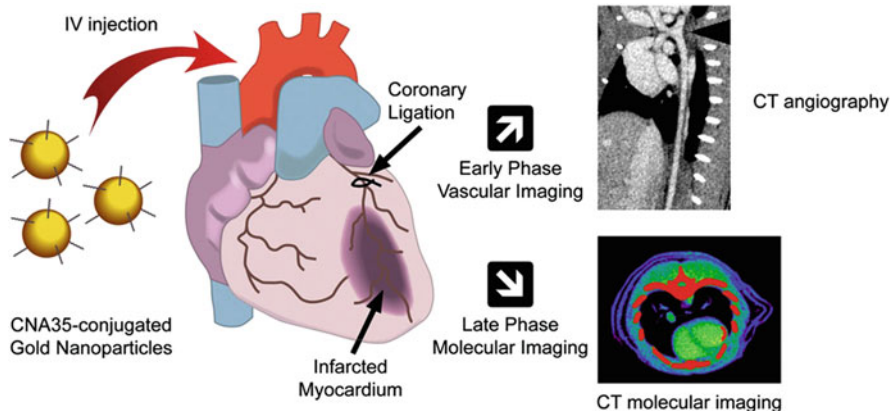 IV injection
Coronary
Ligation
CT angiography
Early Phase
Vascular Imaging
CNA35-conjugated
Gold Nanoparticles
Infarcted
Myocardium
Late Phase
Molecular Imaging
CT molecular imaging